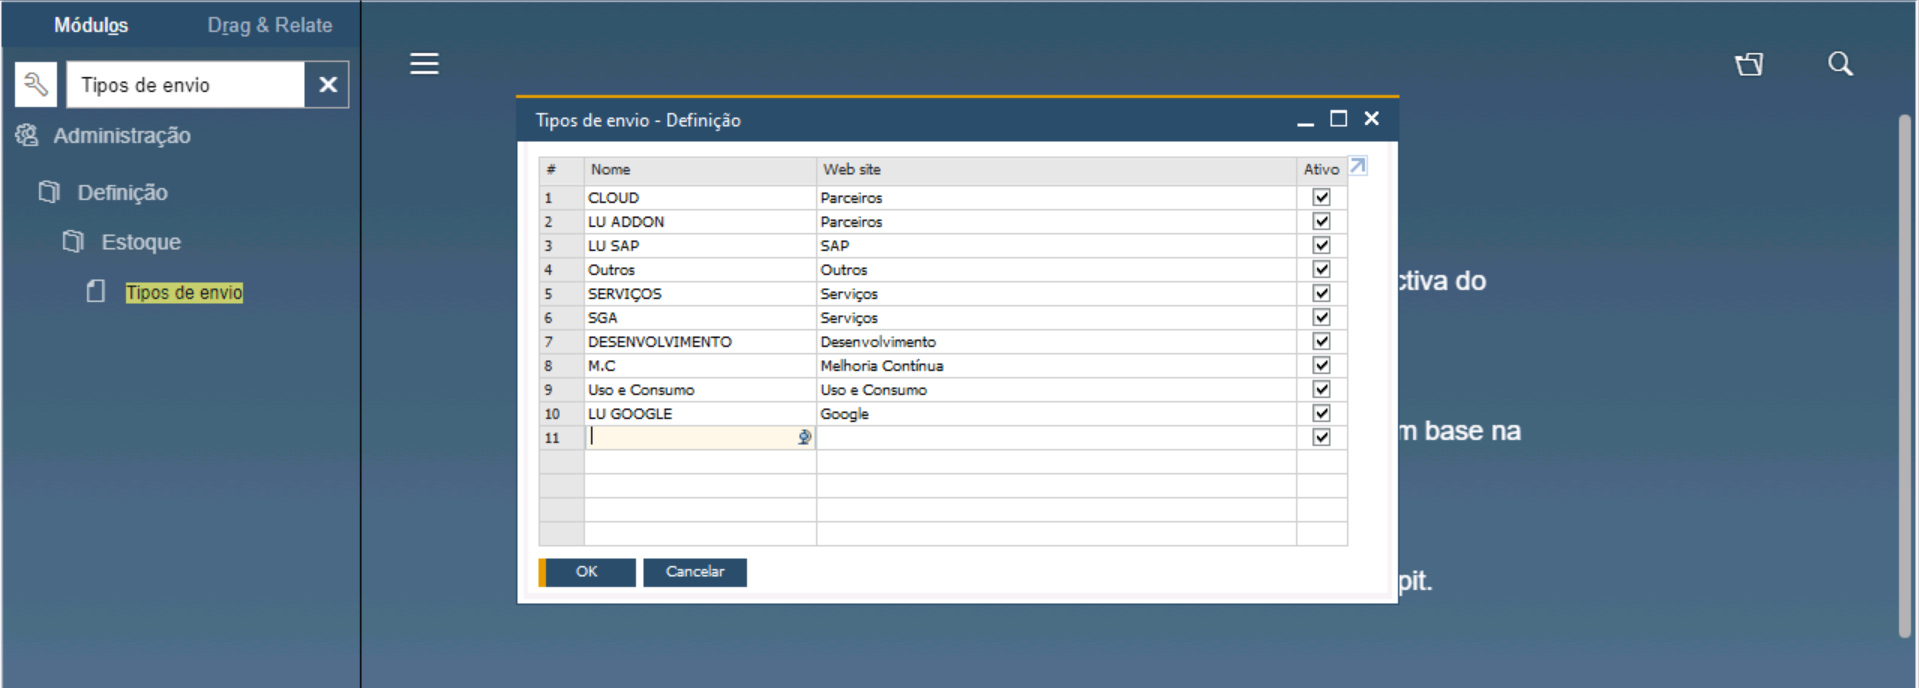 Módulos
Drag & Relate
Tipos de envio
Administração
Definição
Estoque
Tipos de envio
Tipos de envio - Definição
# Nome Web site Ativo
1 CLOUD Parceiros
2 LU ADDON Parceiros
3 LU SAP SAP
4 Outros Outros
5 SERVIÇOS Serviços
6 SGA Serviços
7 DESENVOLVIMENTO Desenvolvimento
8 M.C Melhoria Contínua
9 Uso e Consumo Uso e Consumo
10 LU GOOGLE Google
11
OK Cancelar
ctiva do
m base na
pit.